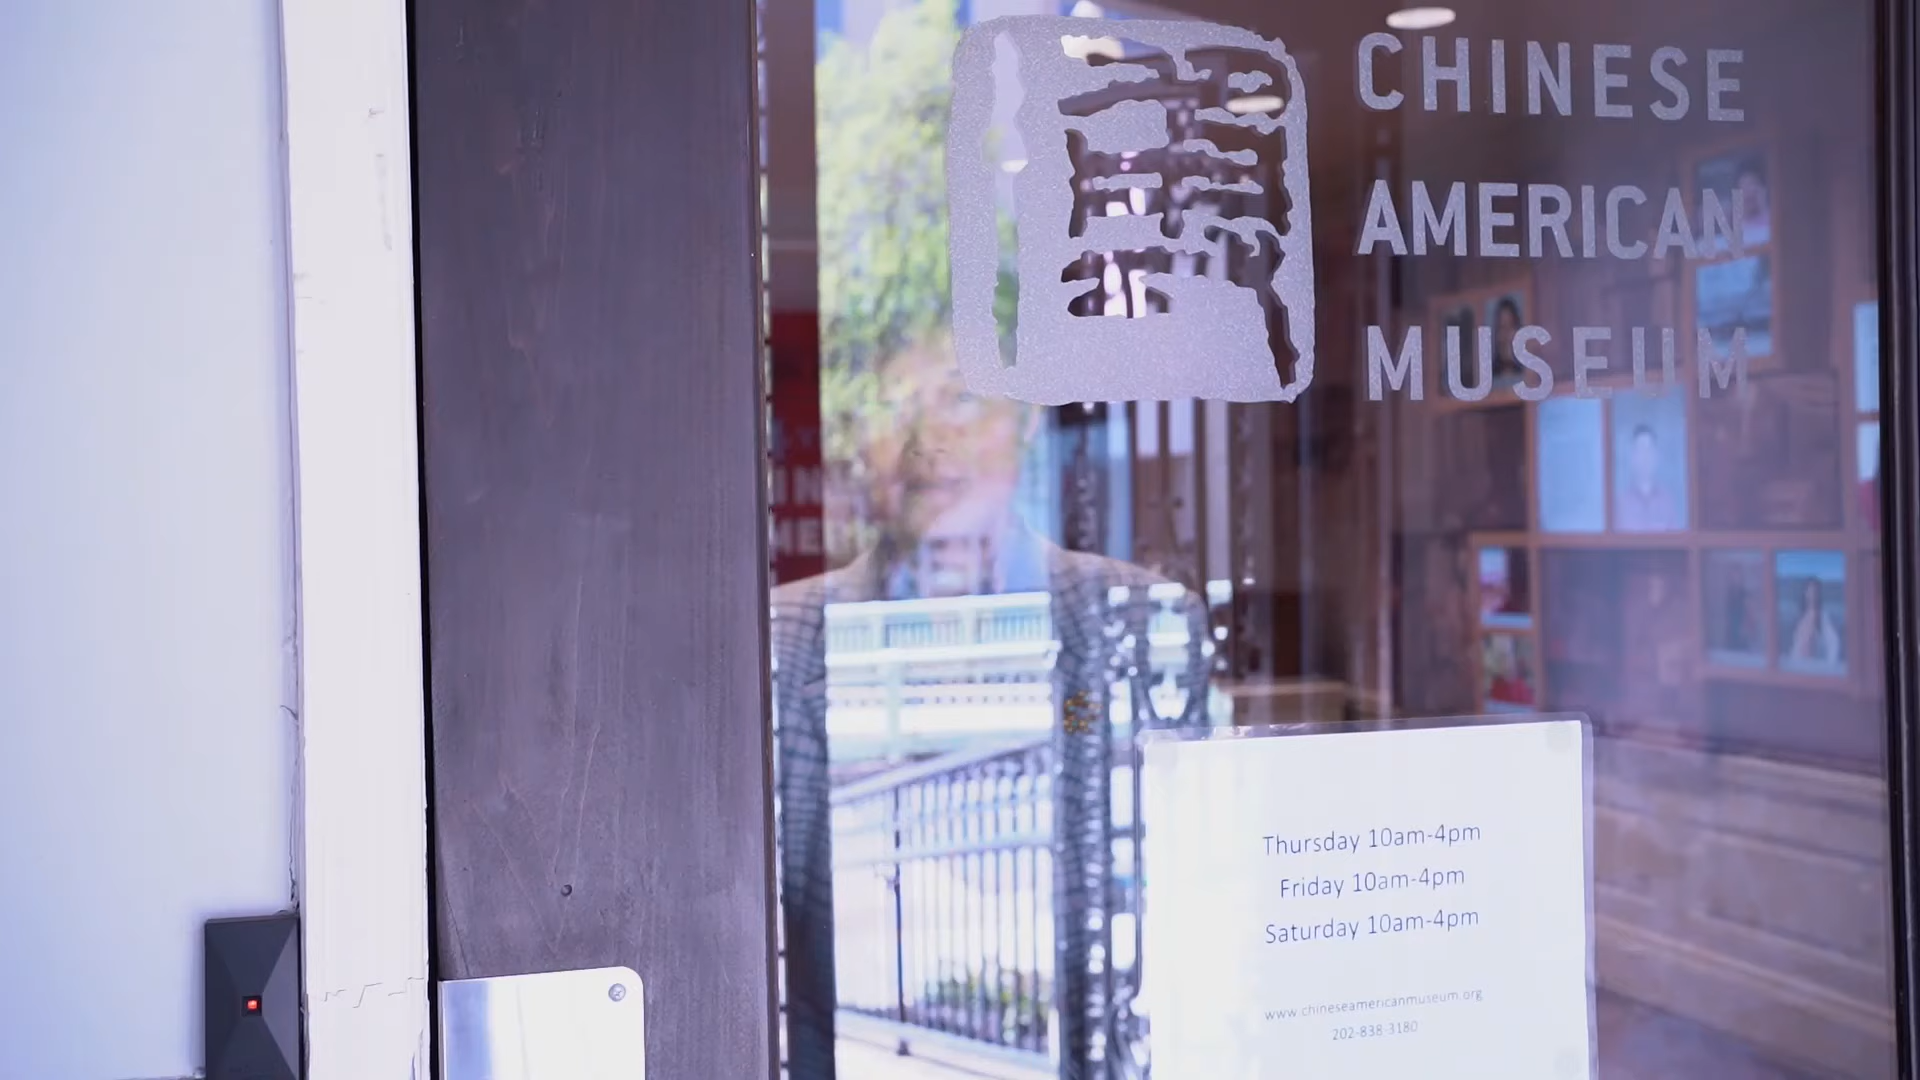 CHINESE
AMERICAN
MUSEUM
Thursday 10am-4pm
Friday 10am-4pm
Saturday 10am-4pm
www.chineseamericanmuseum.org
202-838-3180